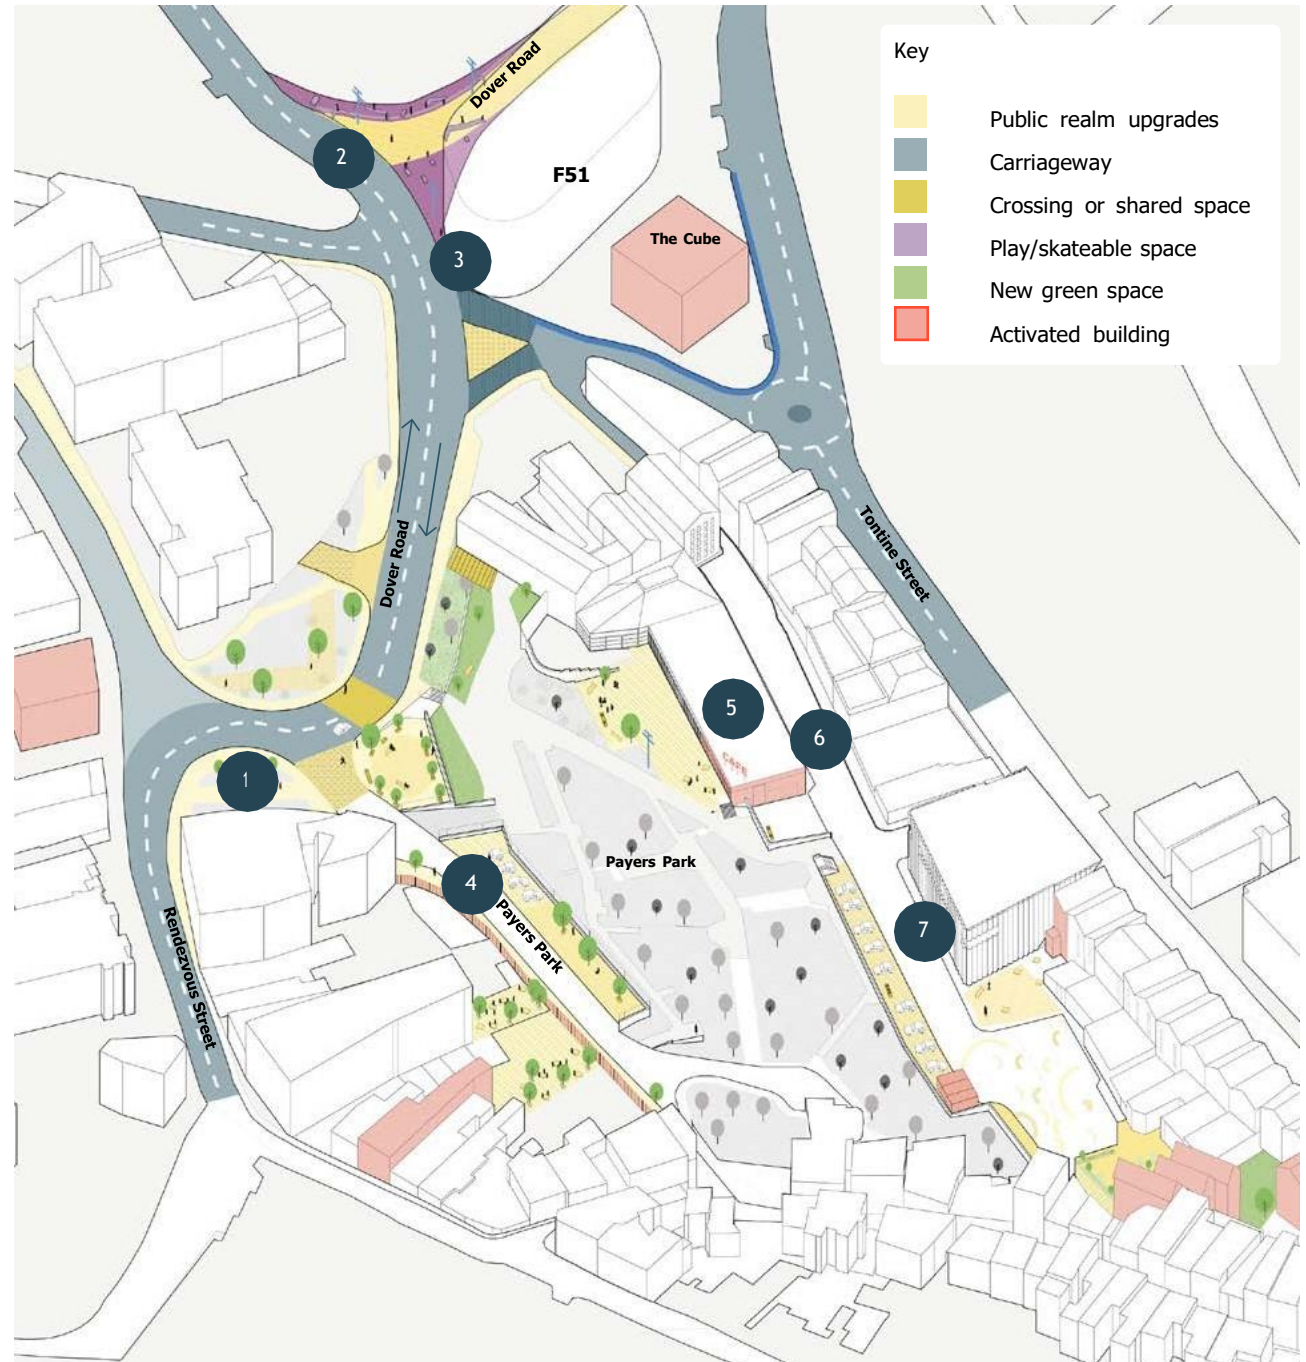 Key
Public realm upgrades
Carriageway
Crossing or shared space
Play/skateable space
New green space
Activated building
Dover Road
2
F51
The Cube
3
Tontine Street
Dover Road
5
6
CAFE
1
Payers Park
4
Payers Park
7
Rendezvous Street